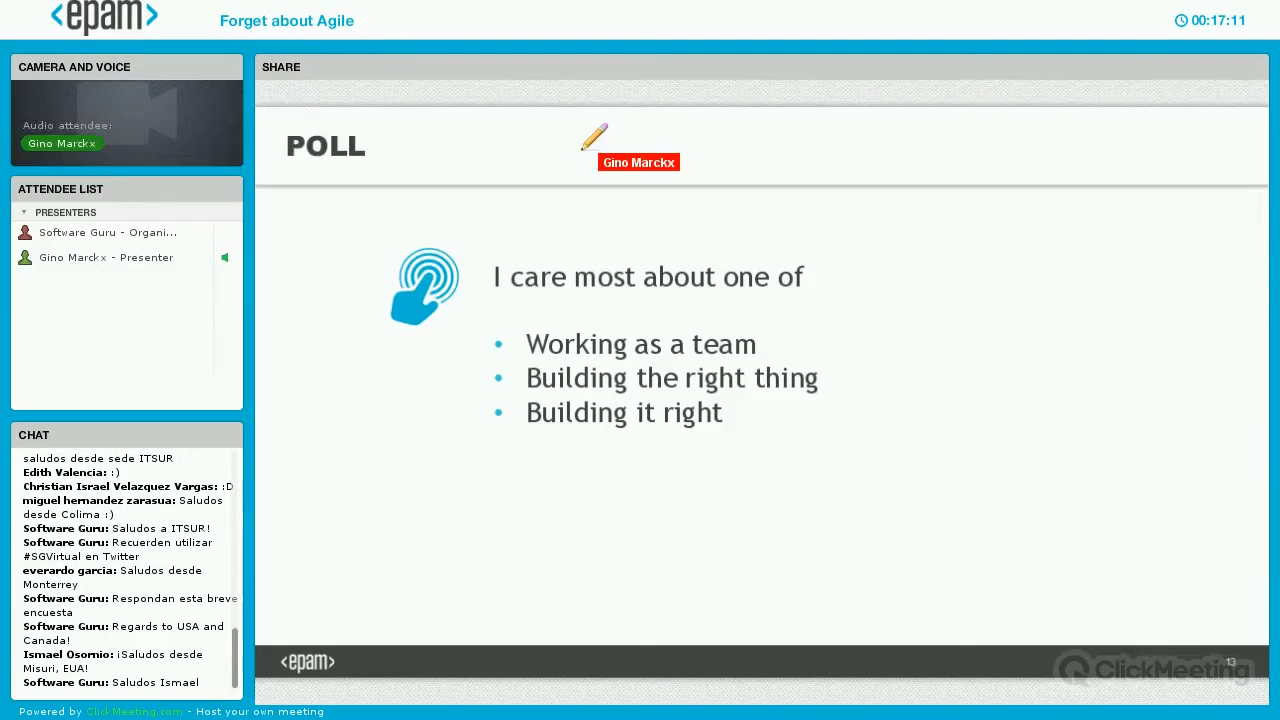 <epam>
Forget about Agile
00:17:11
CAMERA AND VOICE
Audio attendee:
Gino Marckx
ATTENDEE LIST
PRESENTERS
Software Guru - Organi...
Gino Marckx - Presenter
CHAT
saludos desde sede ITSUR
Edith Valencia: :)
Christian Israel Velazquez Vargas: :D
miguel hernandez zarasua: Saludos
desde Colima :)
Software Guru: Saludos a ITSUR!
Software Guru: Recuerden utilizar
#SGVirtual en Twitter
everardo garcia: Saludos desde
Monterrey
Software Guru: Respondan esta breve
encuesta
Software Guru: Regards to USA and
Canada!
Ismael Osornio: ¡Saludos desde
Misuri, EUA!
Software Guru: Saludos Ismael
SHARE
POLL
Gino Marckx
I care most about one of
• Working as a team
• Building the right thing
• Building it right
<epam>
13
ClickMeeting
Powered by ClickMeeting.com - Host your own meeting